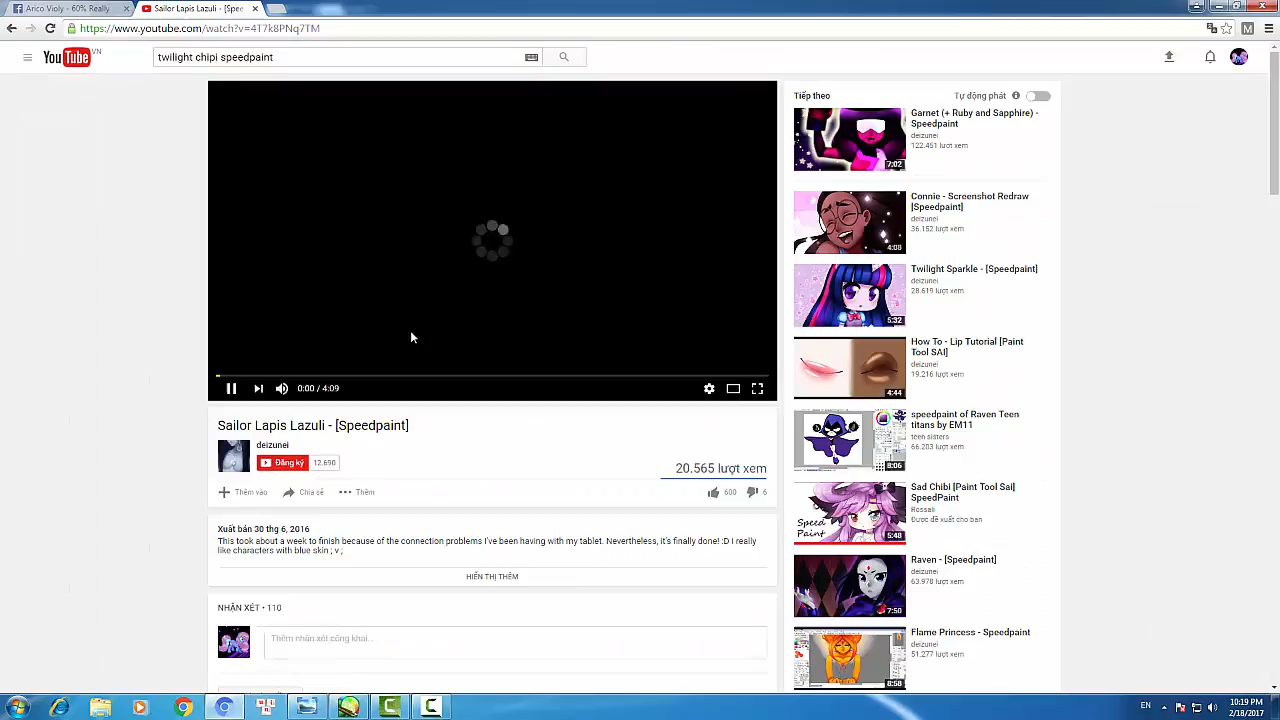 Arico Violy - 60% Really
Sailor Lapis Lazuli - [Spee
https://www.youtube.com/watch?v=4T7k8PNq7TM
YouTube VN
twilight chipi speedpaint
0:00 / 4:09
Sailor Lapis Lazuli - [Speedpaint]
deizunei
Đăng ký 12.690
20.565 lượt xem
Thêm vào Chia sẻ Thêm 600 6
Xuất bản 30 thg 6, 2016
This took about a week to finish because of the connection problems I've been having with my tablet. Nevertheless, it's finally done! :D I really
like characters with blue skin ; v ;
HIỂN THỊ THÊM
NHẬN XÉT • 110
Thêm nhận xét công khai...
Tiếp theo Tự động phát
Garnet (+ Ruby and Sapphire) -
Speedpaint
deizunei
122.451 lượt xem
7:02
Connie - Screenshot Redraw
[Speedpaint]
deizunei
36.152 lượt xem
4:08
Twilight Sparkle - [Speedpaint]
deizunei
28.619 lượt xem
5:32
How To - Lip Tutorial [Paint
Tool SAI]
deizunei
19.216 lượt xem
4:44
speedpaint of Raven Teen
titans by EM11
teen sisters
66.203 lượt xem
8:06
Sad Chibi [Paint Tool Sai]
SpeedPaint
Rossali
Được đề xuất cho bạn
Speed
Paint
5:48
Raven - [Speedpaint]
deizunei
63.978 lượt xem
7:50
Flame Princess - Speedpaint
deizunei
51.277 lượt xem
8:58
EN
10:19 PM
2/18/2017